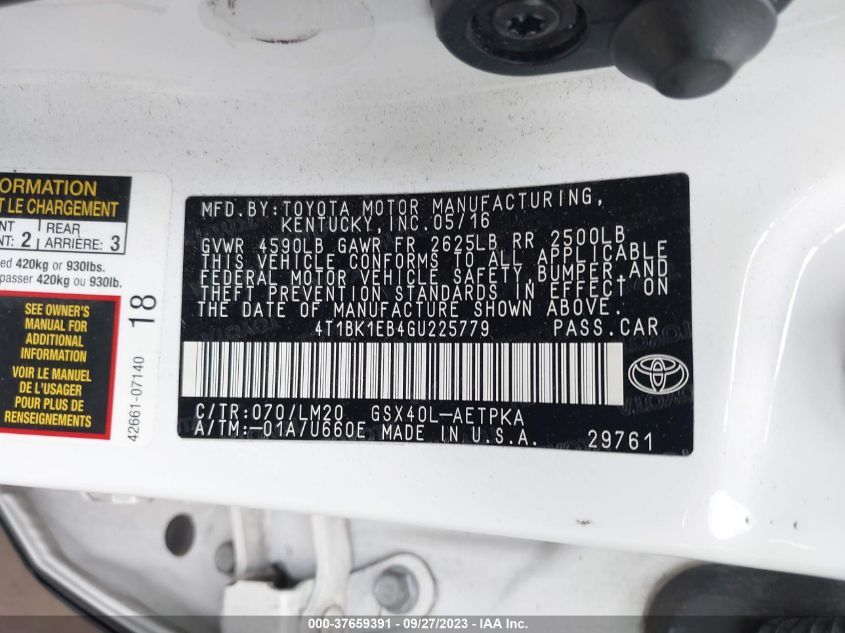 ORMATION
T LE CHARGEMENT
NT
T: 2
REAR
ARRIÈRE: 3
ed 420kg or 930lbs.
passer 420kg ou 930lb.
SEE OWNER'S
MANUAL FOR
ADDITIONAL
INFORMATION
VOIR LE MANUEL
DE L'USAGER
POUR PLUS DE
RENSEIGNEMENTS
18
42661-07140
MFD.BY:TOYOTA MOTOR MANUFACTURING,
KENTUCKY,INC.05/16
GVWR 4590LB GAWR FR 2625LB RR 2500LB
THIS VEHICLE CONFORMS TO ALL APPLICABLE
FEDERAL MOTOR VEHICLE SAFETY,BUMPER,AND
THEFT PREVENTION STANDARDS IN EFFECT ON
THE DATE OF MANUFACTURE SHOWN ABOVE.
4T1BK1EB4GU225779 PASS.CAR
C/TR:070/LM20 GSX40L-AETPKA
A/TM:-01A/U660E MADE IN U.S.A. 29761
000-37659391 - 09/27/2023 - IAA Inc.